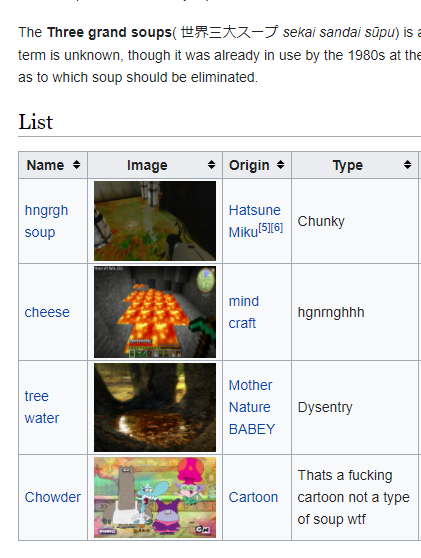 The Three grand soups( 世界三大スープ sekai sandai sūpu) is a
term is unknown, though it was already in use by the 1980s at the
as to which soup should be eliminated.
List
Name Image Origin Type
hngrgh soup
Hatsune Miku[5][6]
Chunky
cheese
mind craft
hgnrnghhh
tree water
Mother Nature BABEY
Dysentry
Chowder
CN
Cartoon
Thats a fucking
cartoon not a type
of soup wtf